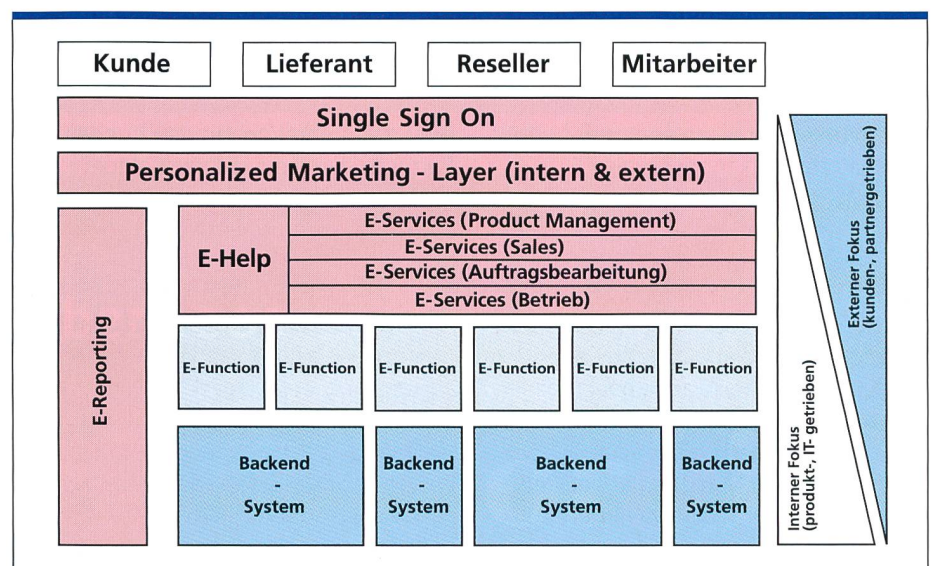 Kunde
Lieferant
Reseller
Mitarbeiter
Single Sign On
Personalized Marketing - Layer (intern & extern)
E-Reporting
E-Help
E-Services (Product Management)
E-Services (Sales)
E-Services (Auftragsbearbeitung)
E-Services (Betrieb)
E-Function
E-Function
E-Function
E-Function
E-Function
E-Function
Backend
-
System
Backend
-
System
Backend
-
System
Backend
-
System
Interner Fokus
(produkt-, IT- getrieben)
Externer Fokus
(kunden-, partnergetrieben)